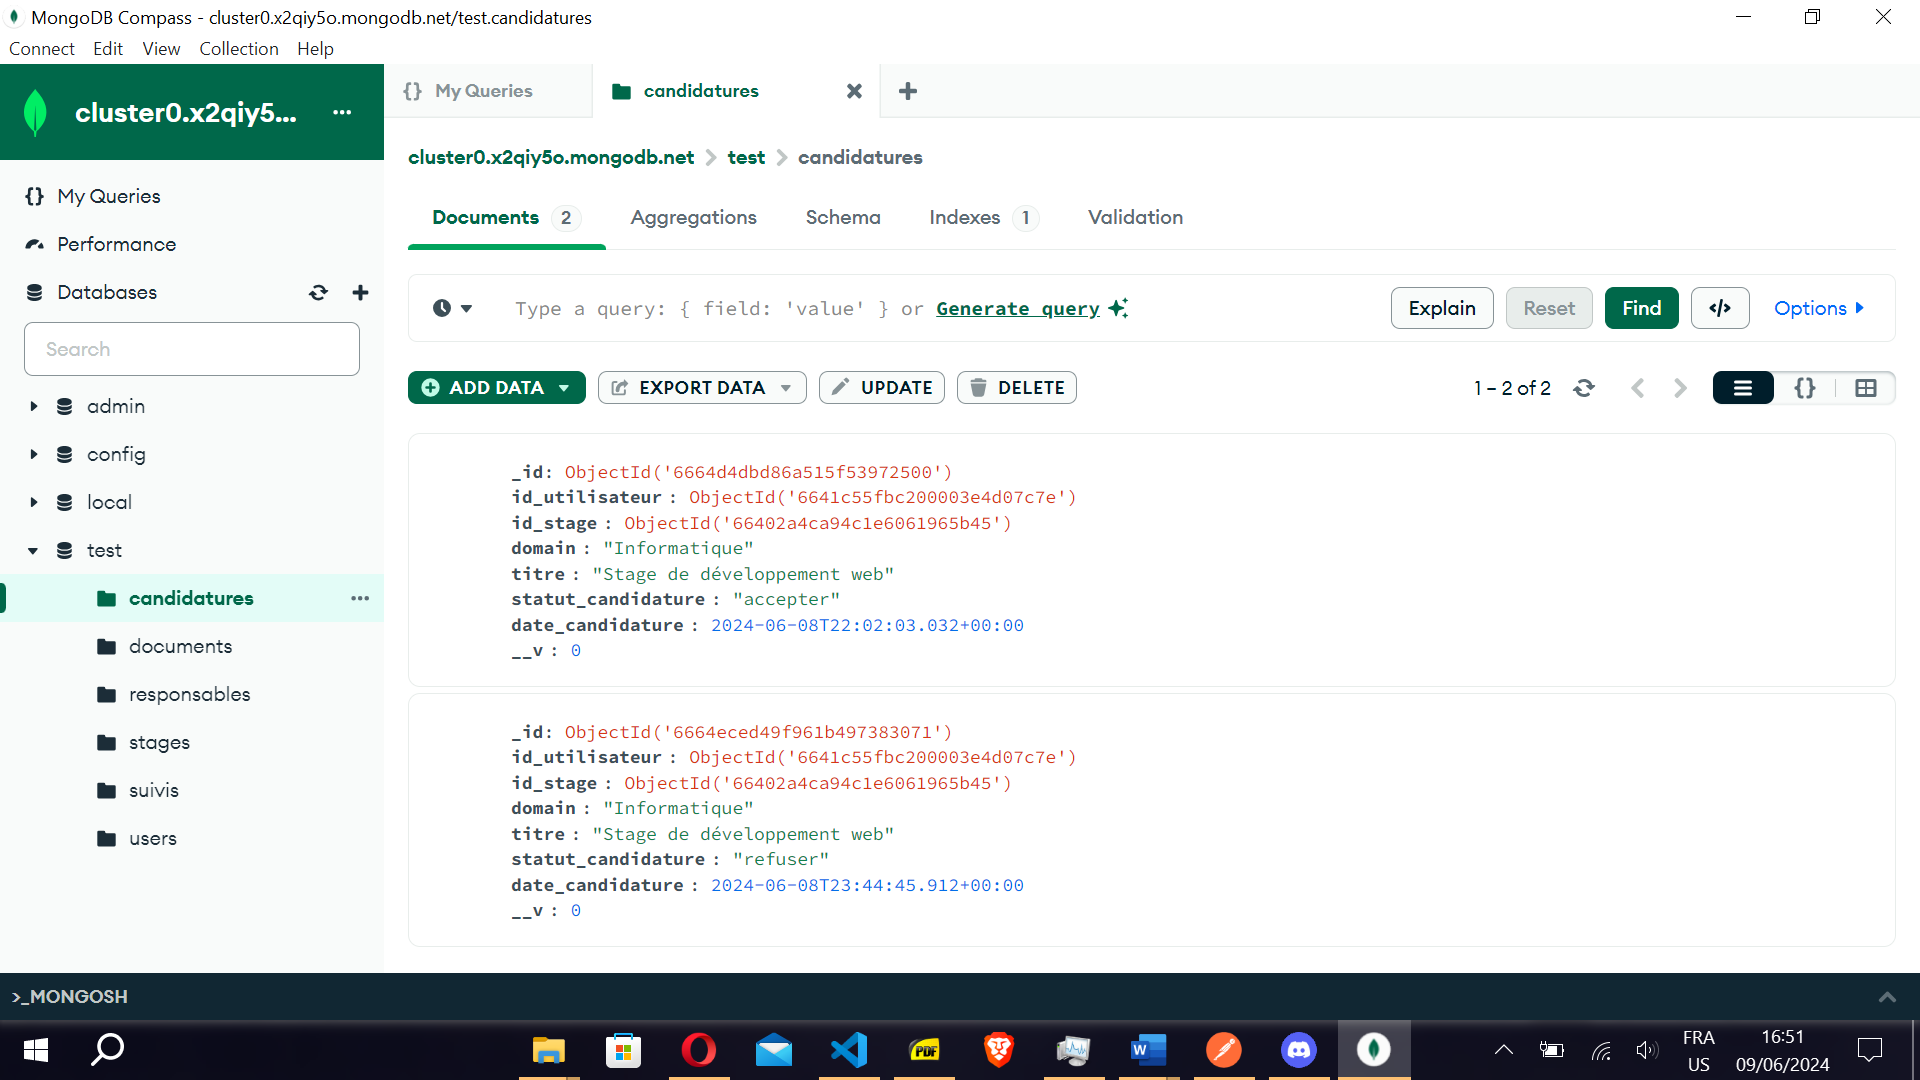 MongoDB Compass - cluster0.x2qiy5o.mongodb.net/test.candidatures
Connect Edit View Collection Help
cluster0.x2qiy5... ···
{} My Queries
candidatures
My Queries
Performance
Databases
Search
admin
config
local
test
candidatures ···
documents
responsables
stages
suivis
users
cluster0.x2qiy5o.mongodb.net > test > candidatures
Documents 2 Aggregations Schema Indexes 1 Validation
Type a query: { field: 'value' } or Generate query
Explain Reset Find </> Options
ADD DATA EXPORT DATA UPDATE DELETE
1 – 2 of 2 {}
_id: ObjectId('6664d4dbd86a515f53972500')
id_utilisateur : ObjectId('6641c55fbc200003e4d07c7e')
id_stage : ObjectId('66402a4ca94c1e6061965b45')
domain : "Informatique"
titre : "Stage de développement web"
statut_candidature : "accepter"
date_candidature : 2024-06-08T22:02:03.032+00:00
__v : 0
_id: ObjectId('6664eced49f961b497383071')
id_utilisateur : ObjectId('6641c55fbc200003e4d07c7e')
id_stage : ObjectId('66402a4ca94c1e6061965b45')
domain : "Informatique"
titre : "Stage de développement web"
statut_candidature : "refuser"
date_candidature : 2024-06-08T23:44:45.912+00:00
__v : 0
>_MONGOSH
PDF
W
FRA
US
16:51
09/06/2024